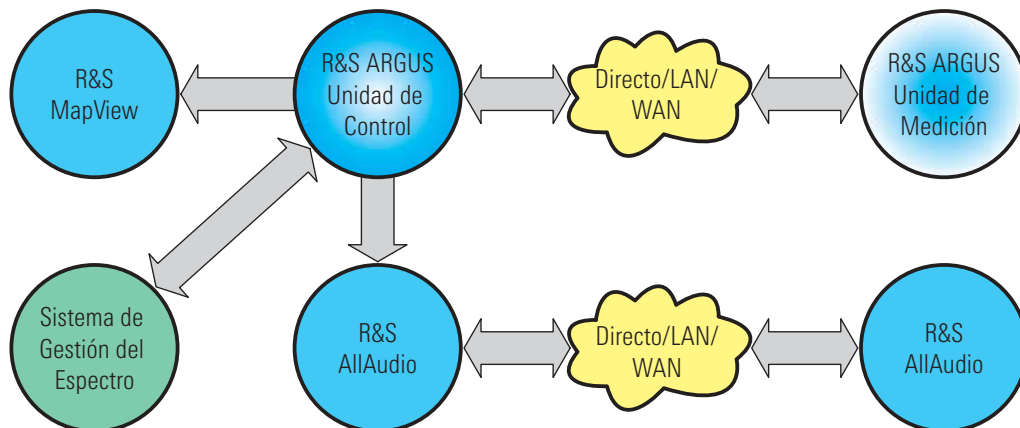 R&S
MapView
R&S ARGUS
Unidad de
Control
Directo/LAN/
WAN
R&S ARGUS
Unidad de
Medición
Sistema de
Gestión del
Espectro
R&S
AllAudio
Directo/LAN/
WAN
R&S
AllAudio